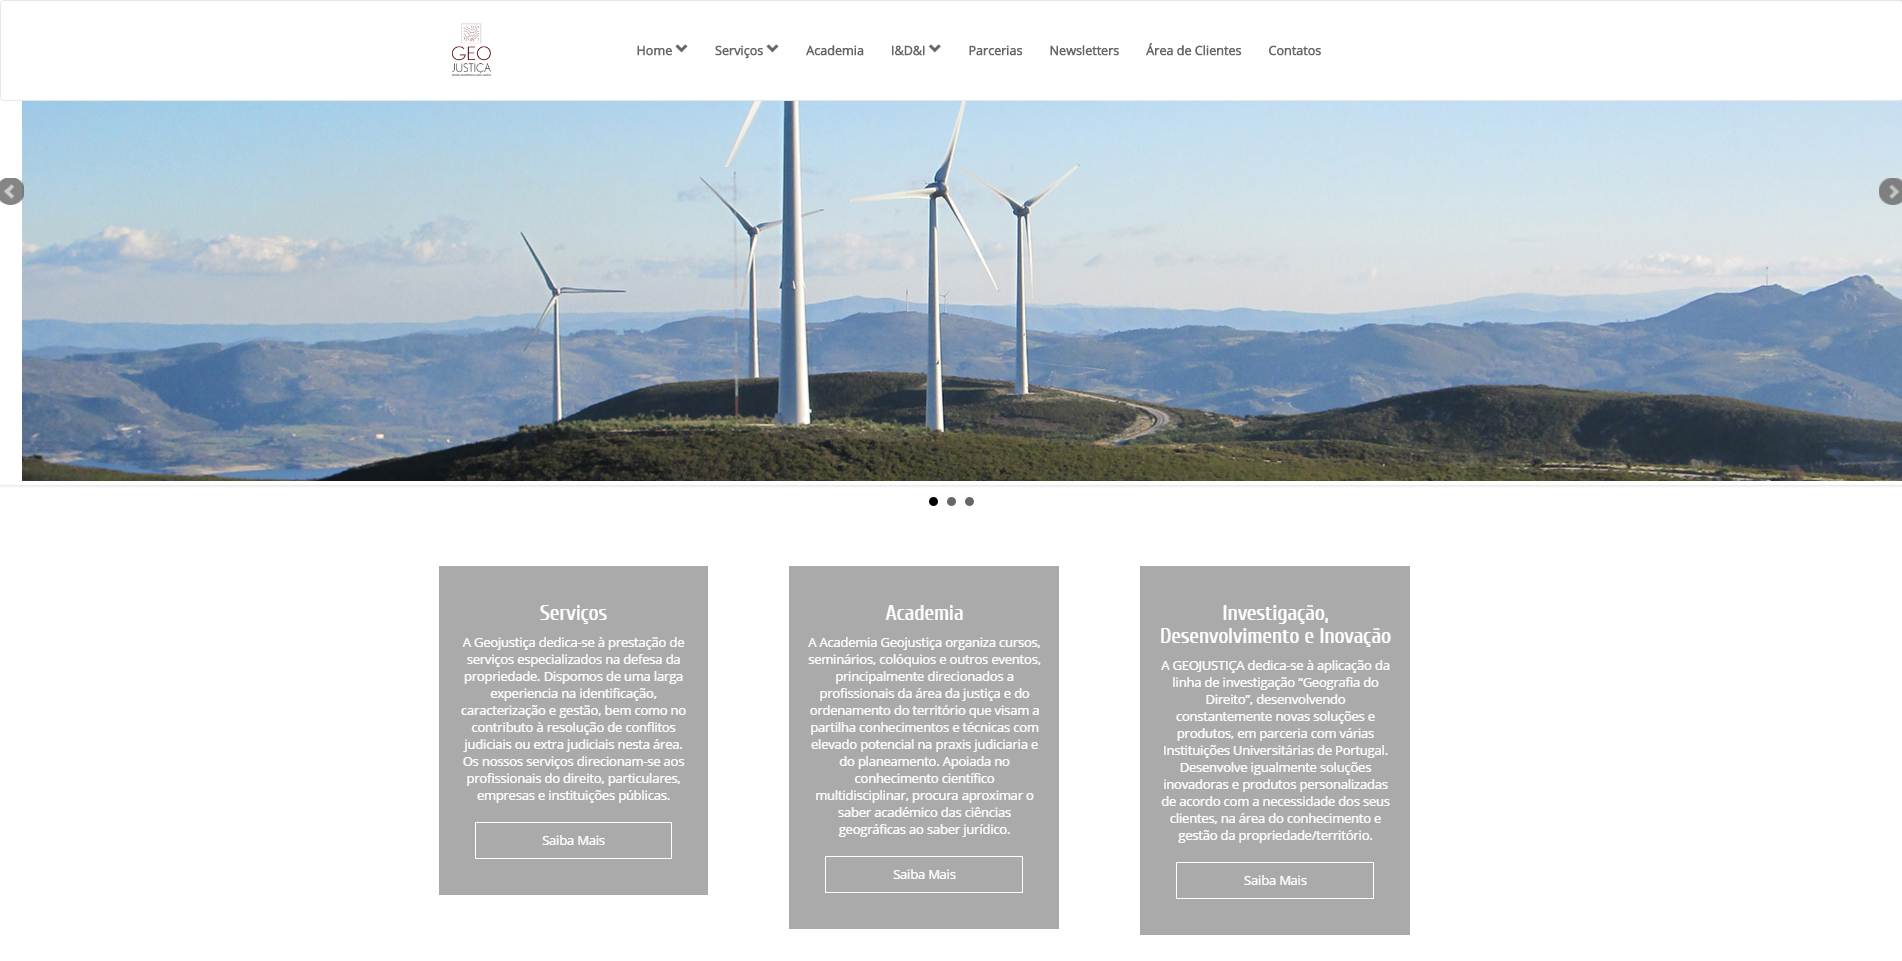 GEO
JUSTIÇA
Home
Serviços
Academia
I&D&I
Parcerias
Newsletters
Área de Clientes
Contatos
Serviços
A Geojustiça dedica-se à prestação de
serviços especializados na defesa da
propriedade. Dispomos de uma larga
experiencia na identificação,
caracterização e gestão, bem como no
contributo à resolução de conflitos
judiciais ou extra judiciais nesta área.
Os nossos serviços direcionam-se aos
profissionais do direito, particulares,
empresas e instituições públicas.
Saiba Mais
Academia
A Academia Geojustiça organiza cursos,
seminários, colóquios e outros eventos,
principalmente direcionados a
profissionais da área da justiça e do
ordenamento do território que visam a
partilha conhecimentos e técnicas com
elevado potencial na praxis judiciaria e
do planeamento. Apoiada no
conhecimento científico
multidisciplinar, procura aproximar o
saber académico das ciências
geográficas ao saber jurídico.
Saiba Mais
Investigação,
Desenvolvimento e Inovação
A GEOJUSTIÇA dedica-se à aplicação da
linha de investigação “Geografia do
Direito”, desenvolvendo
constantemente novas soluções e
produtos, em parceria com várias
Instituições Universitárias de Portugal.
Desenvolve igualmente soluções
inovadoras e produtos personalizadas
de acordo com a necessidade dos seus
clientes, na área do conhecimento e
gestão da propriedade/território.
Saiba Mais